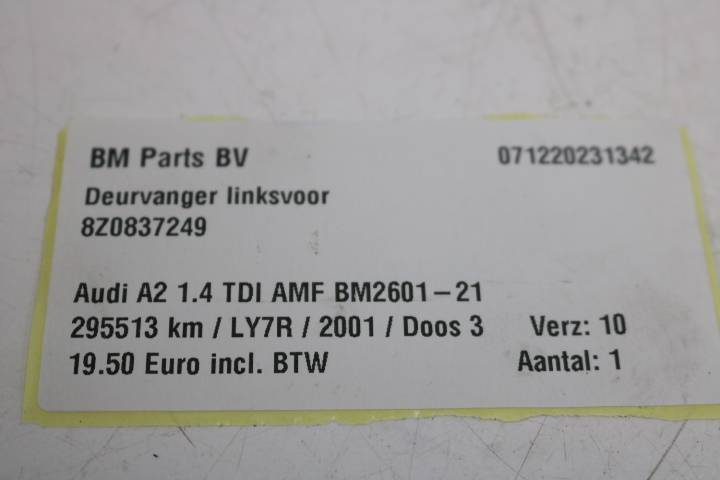 BM Parts BV 071220231342
Deurvanger linksvoor
8Z0837249
Audi A2 1.4 TDI AMF BM2601-21
295513 km / LY7R / 2001 / Doos 3 Verz: 10
19.50 Euro incl. BTW Aantal: 1